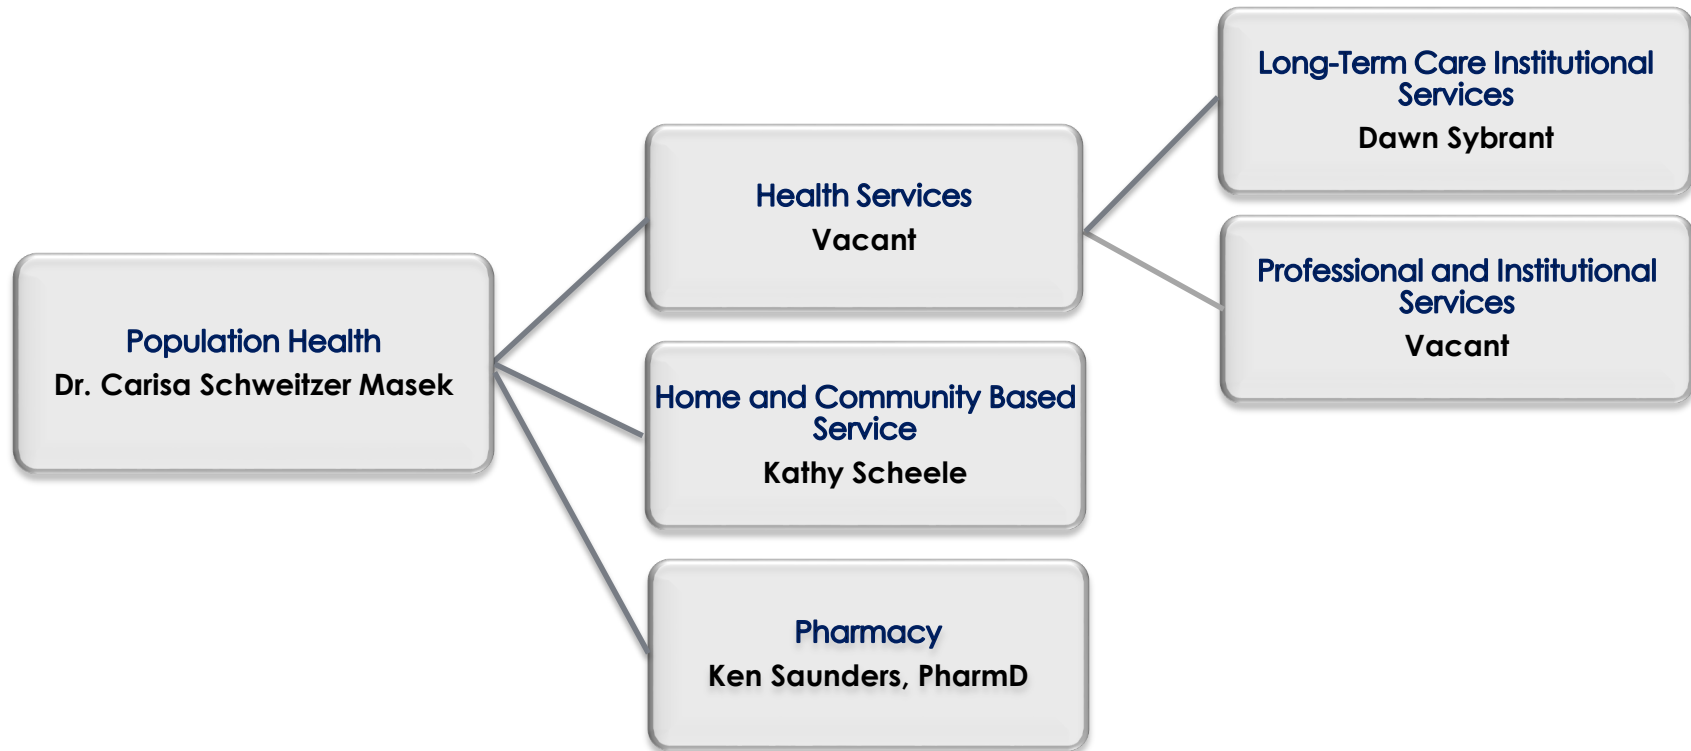 Population Health
Dr. Carisa Schweitzer Masek
Health Services
Vacant
Home and Community Based
Service
Kathy Scheele
Pharmacy
Ken Saunders, PharmD
Long-Term Care Institutional
Services
Dawn Sybrant
Professional and Institutional
Services
Vacant